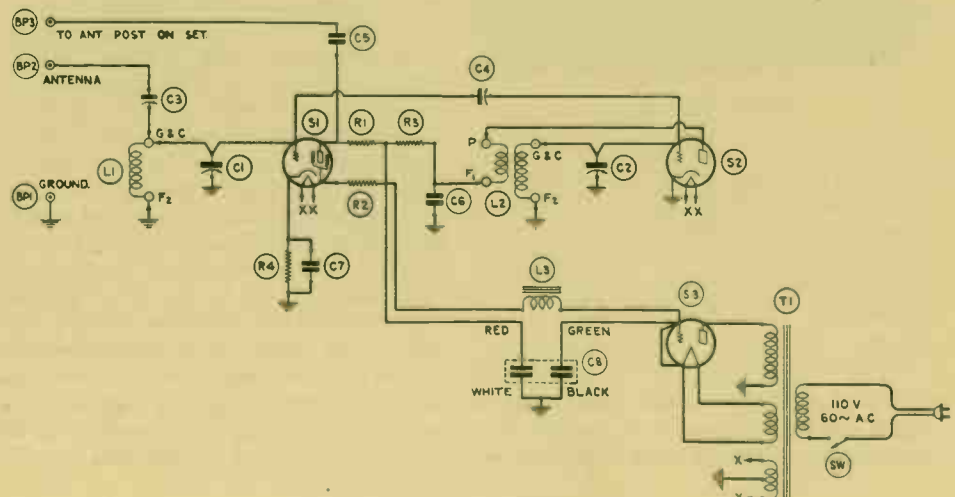 BP3
TO ANT POST ON SET.
C5
BP2
ANTENNA
C4
C3
G & C
S1
R1
R3
P
G & C
S2
L1
C1
F2
F1
L2
C2
F2
BP1
GROUND.
XX
R2
C6
XX
R4
C7
L3
S3
T1
RED
GREEN
C8
WHITE
BLACK
110 V
60~ A.C
X
SW
X